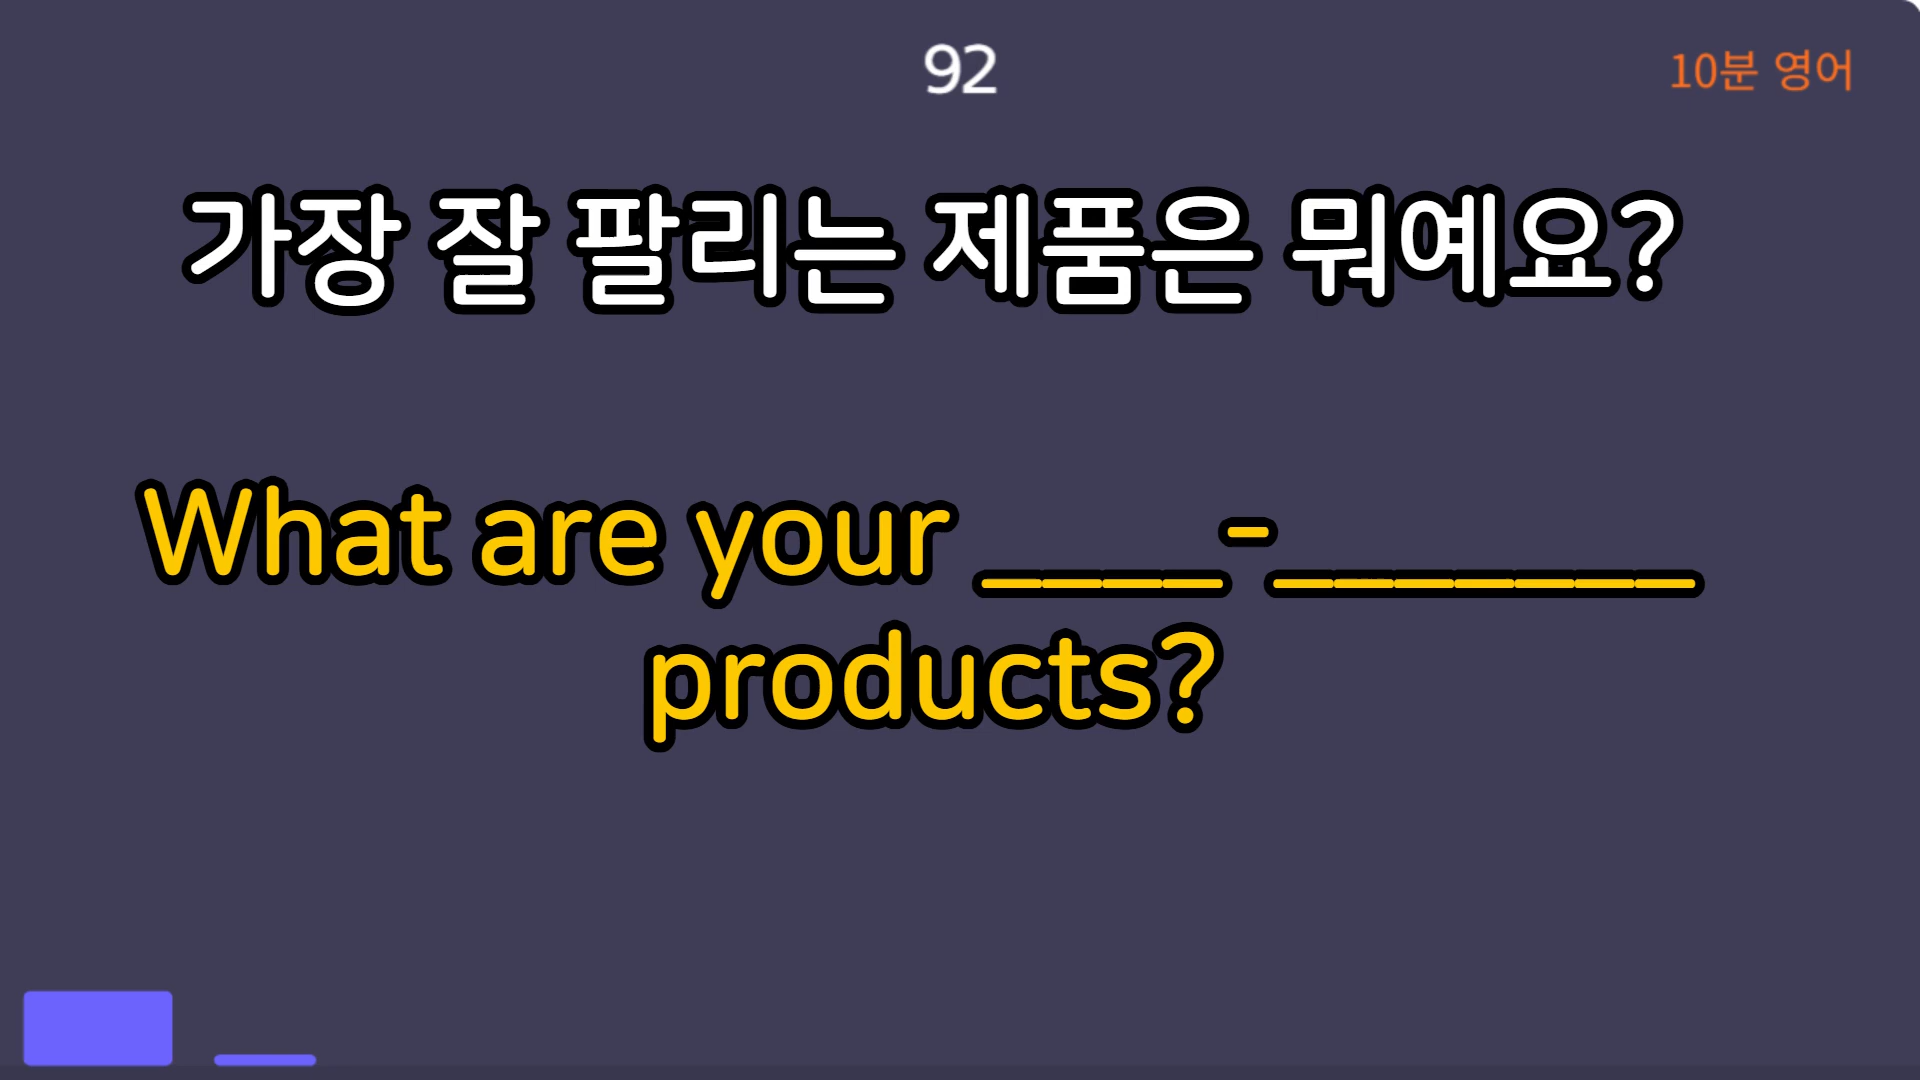 92
10분 영어
가장 잘 팔리는 제품은 뭐예요?
What are your ____-_______
products?